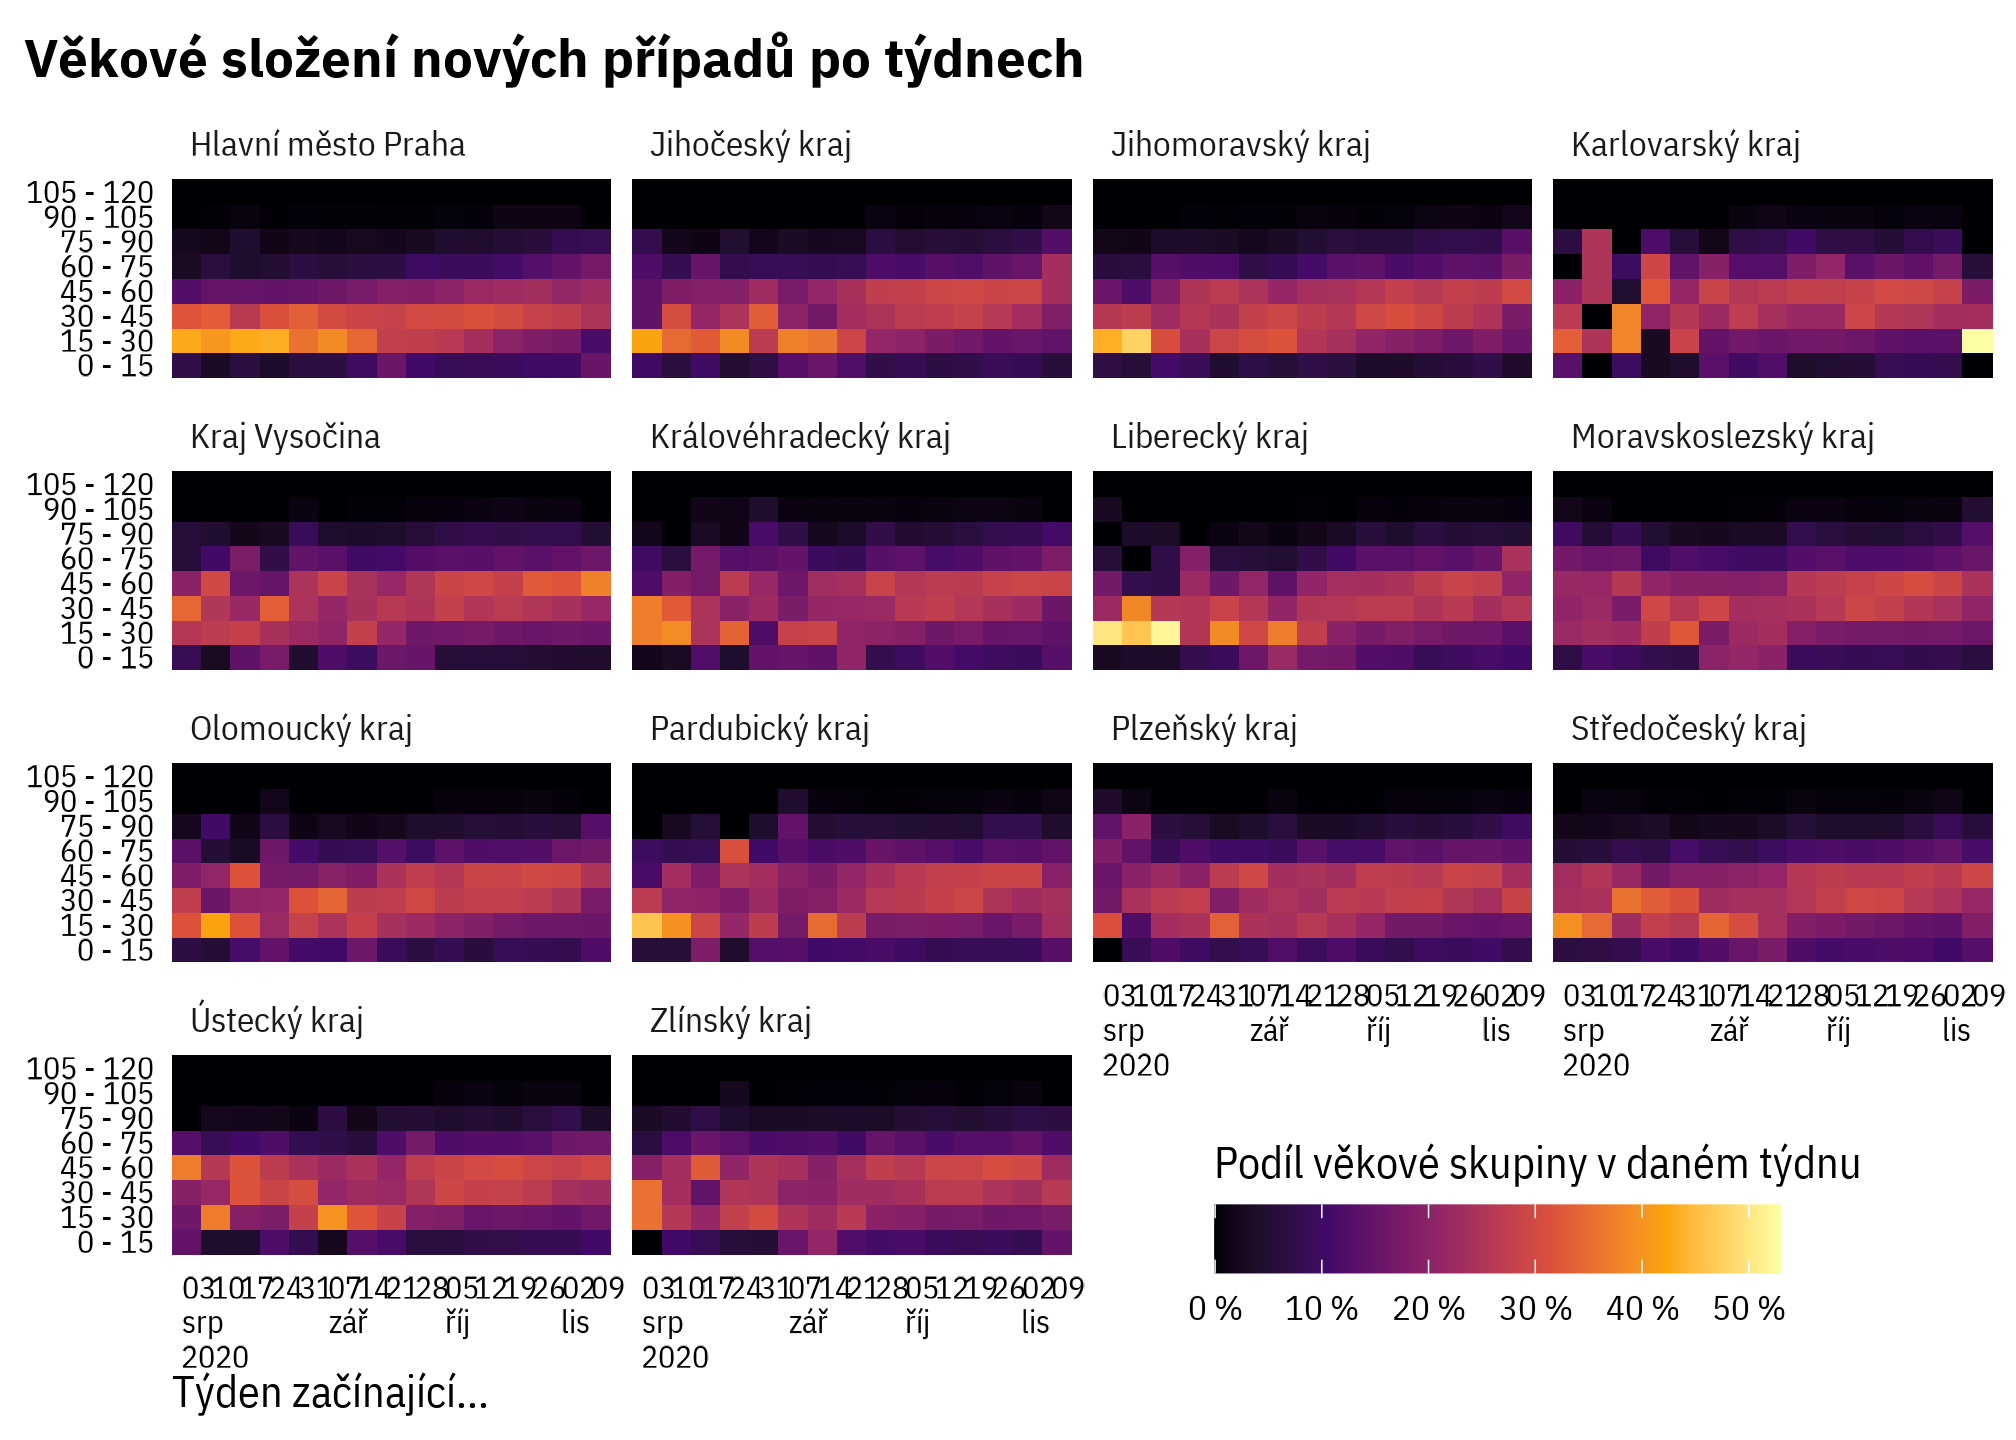 Věkové složení nových případů po týdnech
Hlavní město Praha
Jihočeský kraj
Jihomoravský kraj
Karlovarský kraj
105 - 120
90 - 105
75 - 90
60 - 75
45 - 60
30 - 45
15 - 30
0 - 15
Kraj Vysočina
Královéhradecký kraj
Liberecký kraj
Moravskoslezský kraj
105 - 120
90 - 105
75 - 90
60 - 75
45 - 60
30 - 45
15 - 30
0 - 15
Olomoucký kraj
Pardubický kraj
Plzeňský kraj
Středočeský kraj
105 - 120
90 - 105
75 - 90
60 - 75
45 - 60
30 - 45
15 - 30
0 - 15
03 10 17 24 31 07 14 21 28 05 12 19 26 02 09
srp zář říj lis
2020
03 10 17 24 31 07 14 21 28 05 12 19 26 02 09
srp zář říj lis
2020
Ústecký kraj
Zlínský kraj
105 - 120
90 - 105
75 - 90
60 - 75
45 - 60
30 - 45
15 - 30
0 - 15
03 10 17 24 31 07 14 21 28 05 12 19 26 02 09
srp zář říj lis
2020
03 10 17 24 31 07 14 21 28 05 12 19 26 02 09
srp zář říj lis
2020
Týden začínající...
Podíl věkové skupiny v daném týdnu
0 % 10 % 20 % 30 % 40 % 50 %